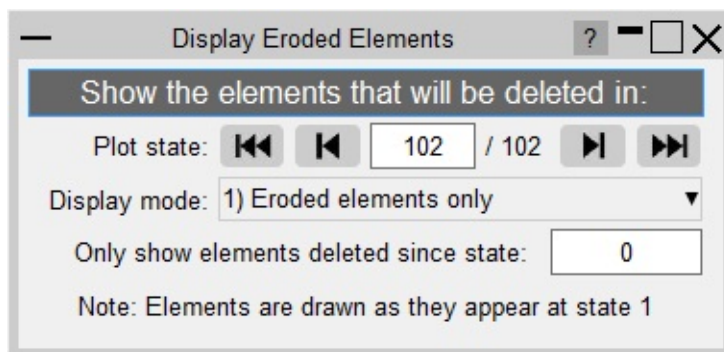 Display Eroded Elements ?
Show the elements that will be deleted in:
Plot state: 102 / 102
Display mode: 1) Eroded elements only
Only show elements deleted since state: 0
Note: Elements are drawn as they appear at state 1